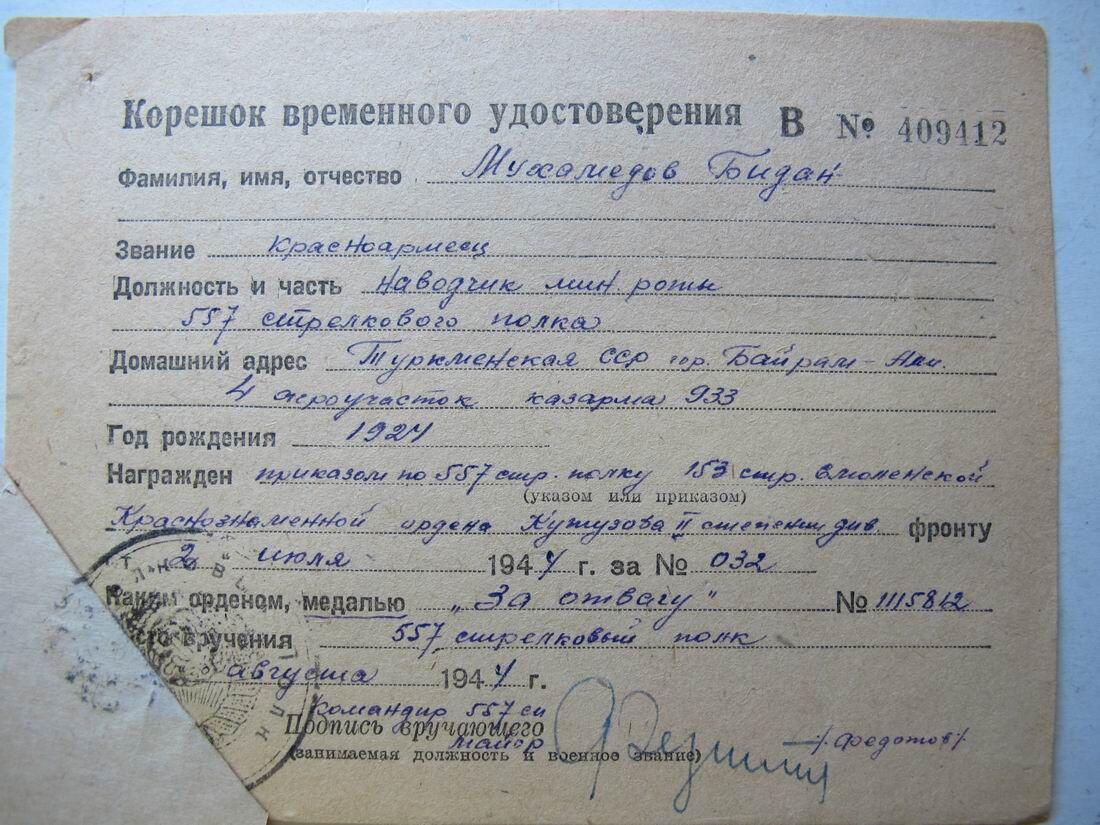 Корешок временного удостоверения В № 409412
Фамилия, имя, отчество Мухамедов Бидан
Звание Красноармеец
Должность и часть Наводчик мин. роты
557 стрелкового полка
Домашний адрес Туркменская ССР гор. Байрам-Али.
4 агроучасток казарма 933
Год рождения 1924
Награжден приказом по 557 стр. полку 153 стр. Смоленской
(указом или приказом)
Краснознаменной ордена Кутузова II степени див. фронту
2 июля 1944 г. за № 032
Каким орденом, медалью „За отвагу" № 1115812
вручения 557 стрелковый полк
августа 1944 г.
Командир 557 сп
Подпись вручающего
майор /Федотов/
(занимаемая должность и военное звание)